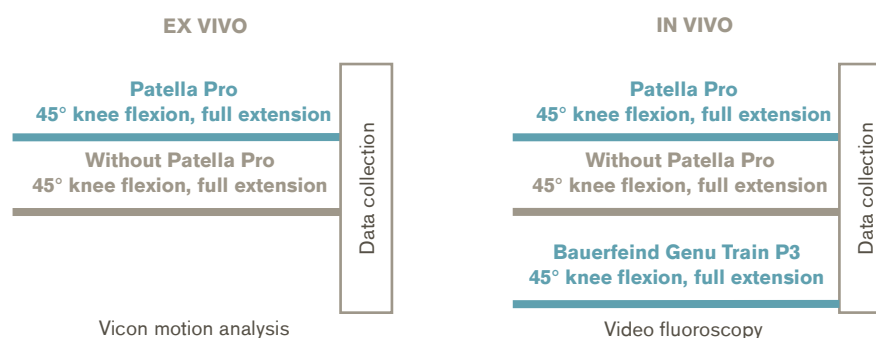 EX VIVO
Patella Pro
45° knee flexion, full extension
Without Patella Pro
45° knee flexion, full extension
Data collection
Vicon motion analysis
IN VIVO
Patella Pro
45° knee flexion, full extension
Without Patella Pro
45° knee flexion, full extension
Bauerfeind Genu Train P3
45° knee flexion, full extension
Data collection
Video fluoroscopy